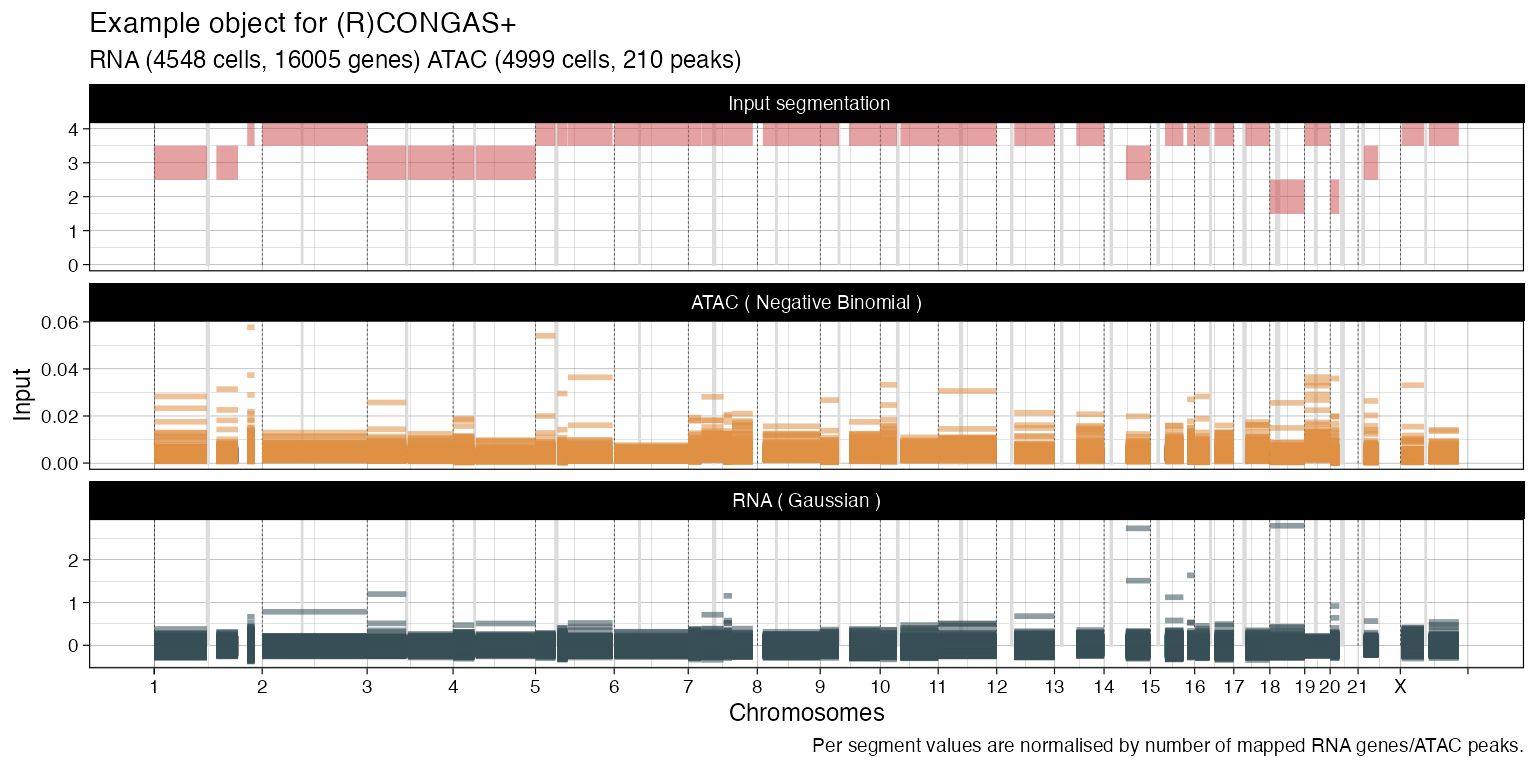 Example object for (R)CONGAS+
RNA (4548 cells, 16005 genes) ATAC (4999 cells, 210 peaks)
Input segmentation
4
3
2
1
0
ATAC ( Negative Binomial )
0.06
0.04
0.02
0.00
Input
RNA ( Gaussian )
2
1
0
1 2 3 4 5 6 7 8 9 10 11 12 13 14 15 16 17 18 19 20 21 X
Chromosomes
Per segment values are normalised by number of mapped RNA genes/ATAC peaks.